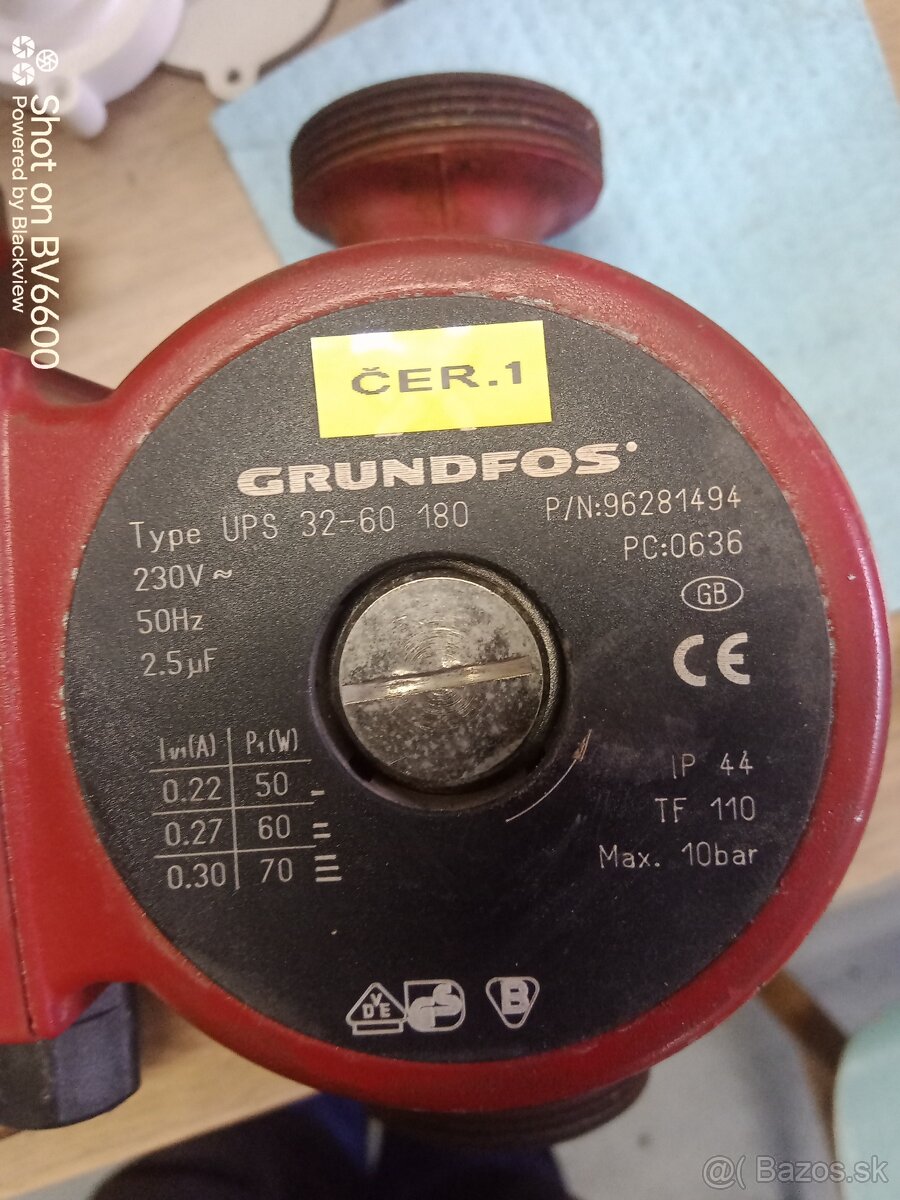 Shot on BV6600
Powered by Blackview
ČER.1
GRUNDFOS
Type UPS 32-60 180
P/N:96281494
PC:0636
230V ~
50Hz
2.5µF
GB
CE
I₁/₁(A) P₁(W)
0.22 50
0.27 60
0.30 70
IP 44
TF 110
Max. 10bar
VDE
GS
B
@( Bazos.sk